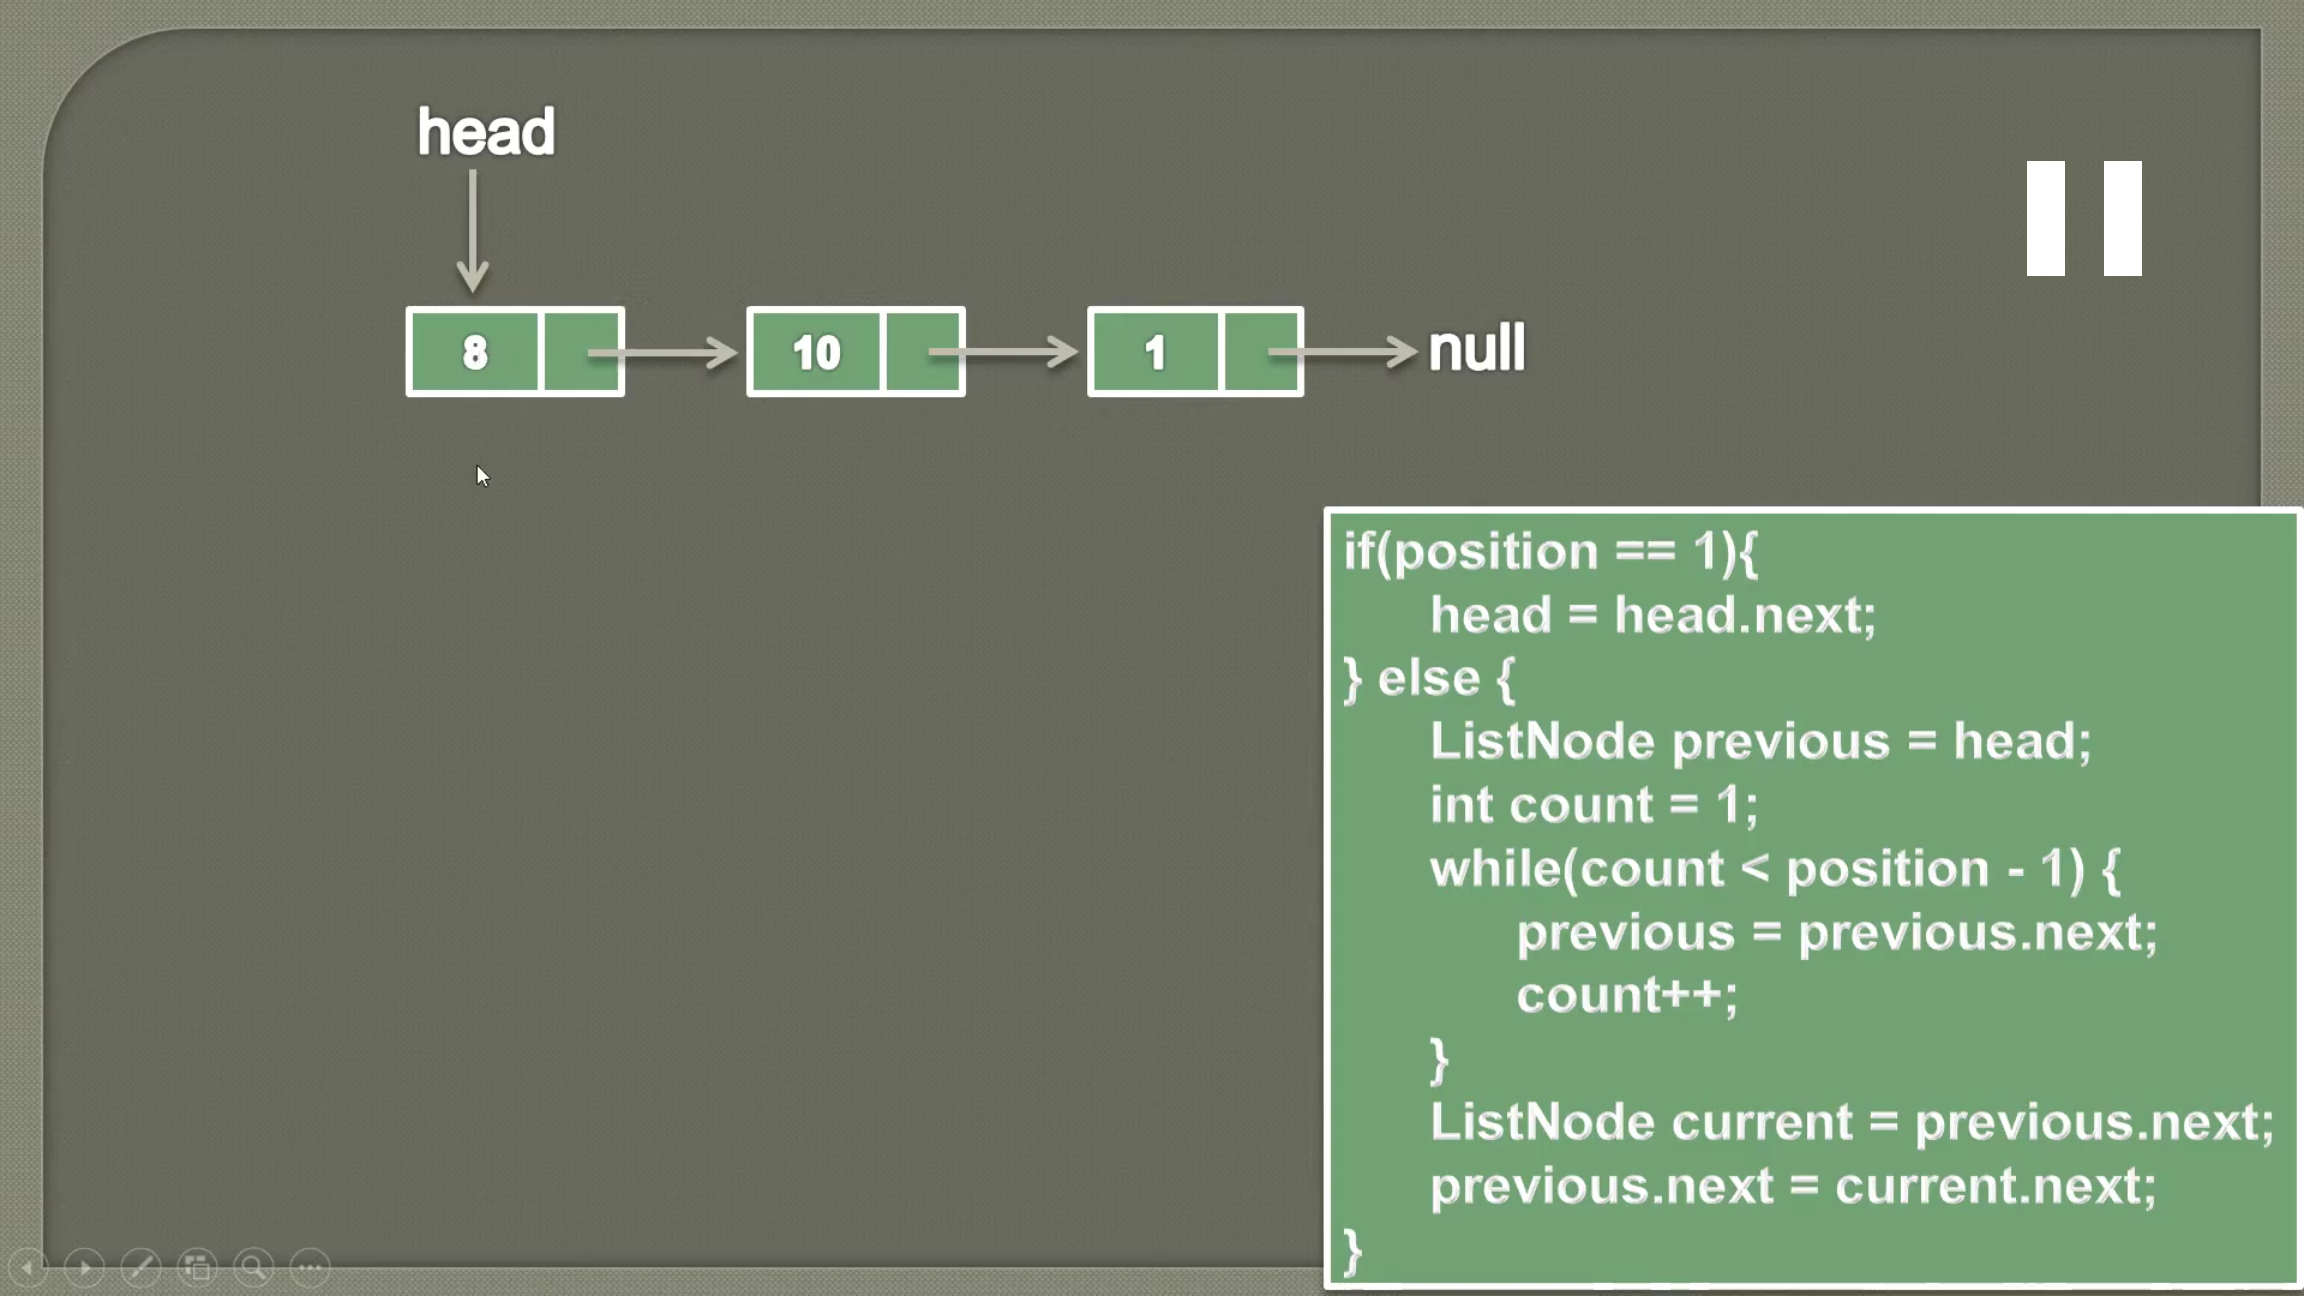 head
8 10 1 null
if(position == 1){
head = head.next;
} else {
ListNode previous = head;
int count = 1;
while(count < position - 1) {
previous = previous.next;
count++;
}
ListNode current = previous.next;
previous.next = current.next;
}